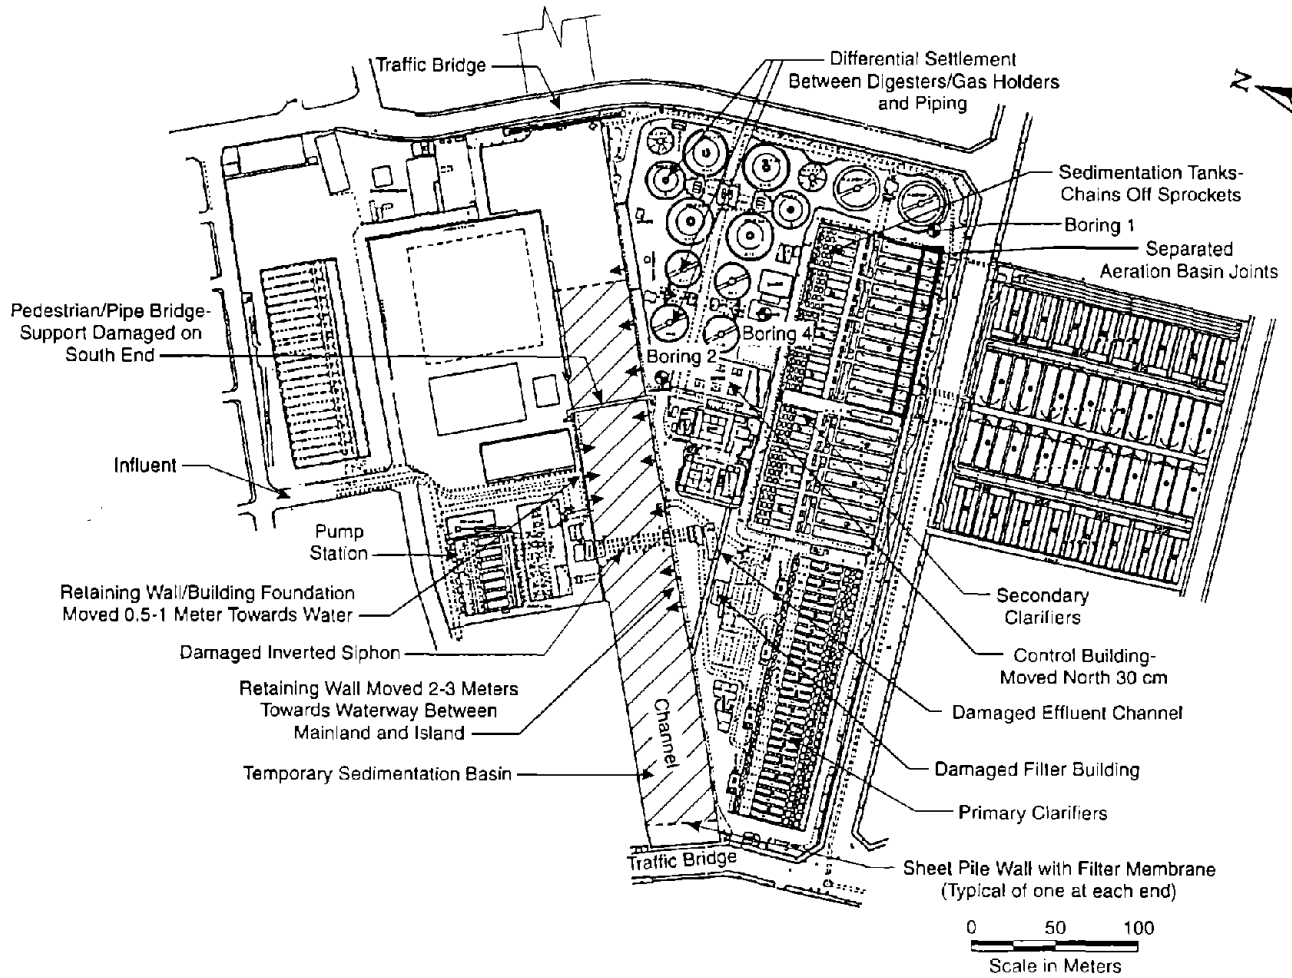 Traffic Bridge
Differential Settlement
Between Digesters/Gas Holders
and Piping
N
Sedimentation Tanks-
Chains Off Sprockets
Boring 1
Separated
Aeration Basin Joints
Pedestrian/Pipe Bridge-
Support Damaged on
South End
Boring 4
Boring 2
Influent
Pump
Station
Retaining Wall/Building Foundation
Moved 0.5-1 Meter Towards Water
Damaged Inverted Siphon
Retaining Wall Moved 2-3 Meters
Towards Waterway Between
Mainland and Island
Temporary Sedimentation Basin
Channel
Secondary
Clarifiers
Control Building-
Moved North 30 cm
Damaged Effluent Channel
Damaged Filter Building
Primary Clarifiers
Traffic Bridge
Sheet Pile Wall with Filter Membrane
(Typical of one at each end)
0 50 100
Scale in Meters